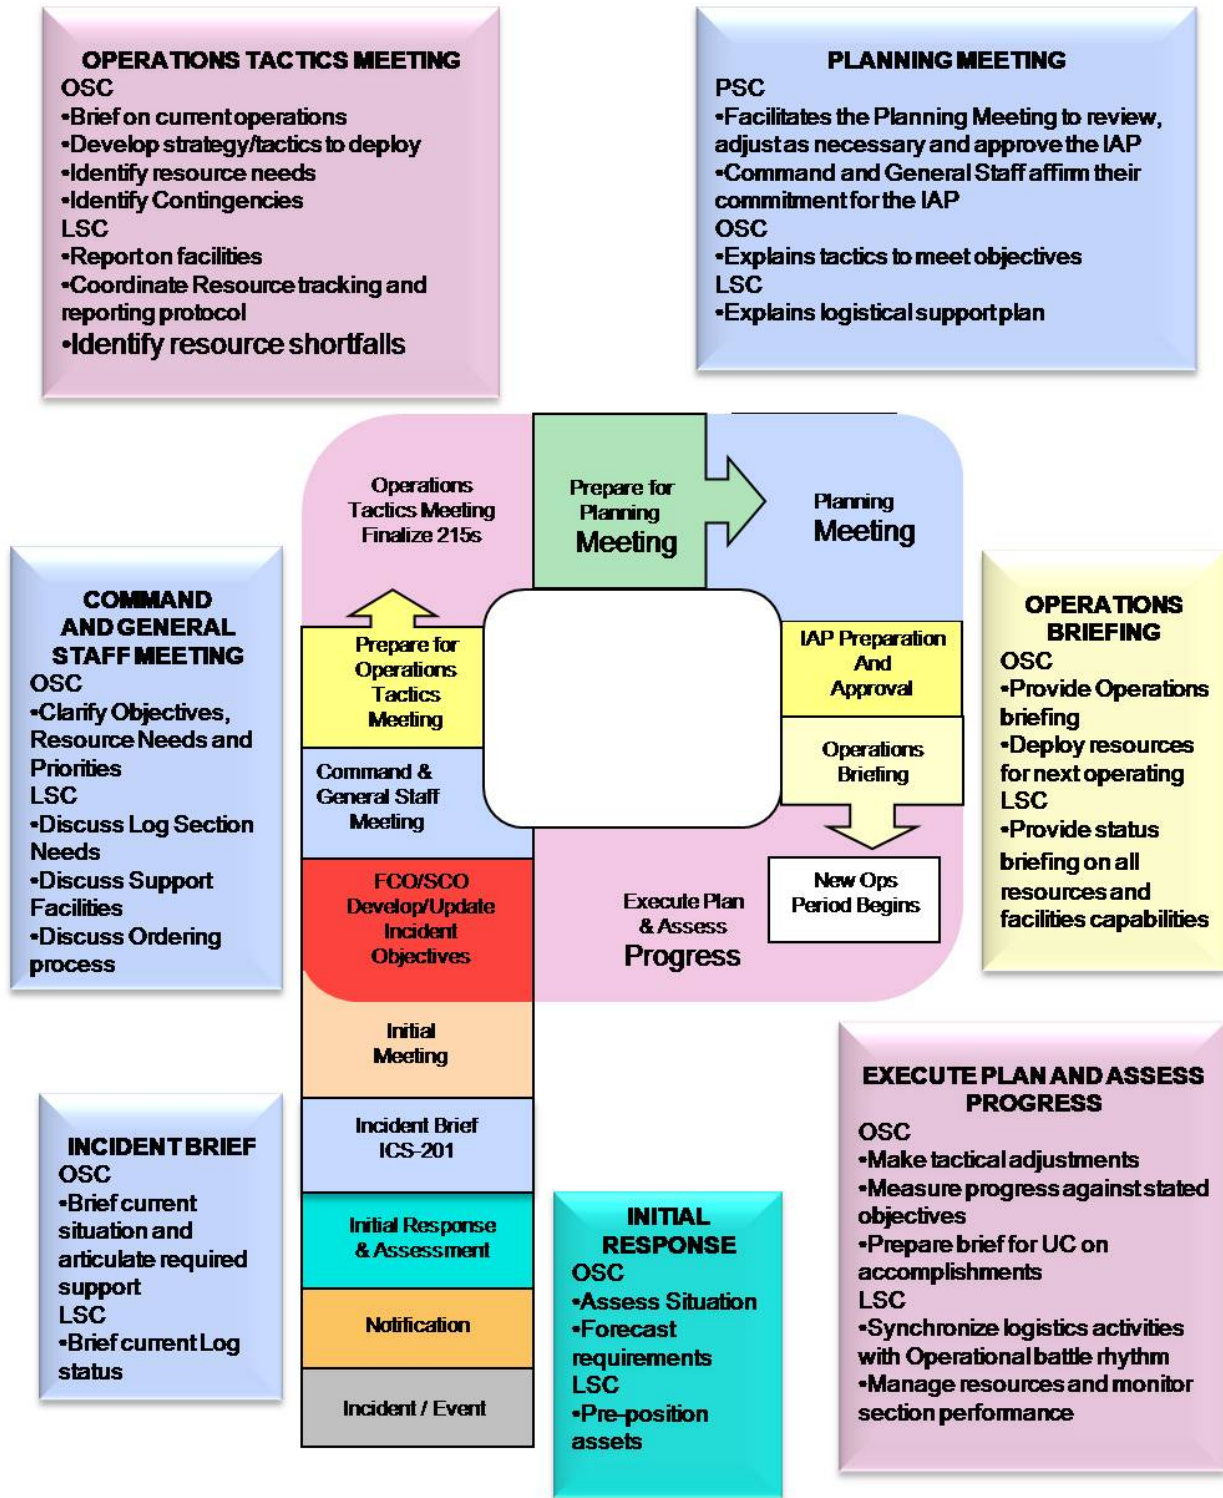 OPERATIONS TACTICS MEETING
OSC
•Brief on current operations
•Develop strategy/tactics to deploy
•Identify resource needs
•Identify Contingencies
LSC
•Report on facilities
•Coordinate Resource tracking and
reporting protocol
•Identify resource shortfalls
PLANNING MEETING
PSC
•Facilitates the Planning Meeting to review,
adjust as necessary and approve the IAP
•Command and General Staff affirm their
commitment for the IAP
OSC
•Explains tactics to meet objectives
LSC
•Explains logistical support plan
Operations
Tactics Meeting
Finalize 215s
Prepare for
Planning
Meeting
Planning
Meeting
COMMAND
AND GENERAL
STAFF MEETING
OSC
•Clarify Objectives,
Resource Needs and
Priorities
LSC
•Discuss Log Section
Needs
•Discuss Support
Facilities
•Discuss Ordering
process
Prepare for
Operations
Tactics
Meeting
Command &
General Staff
Meeting
FCO/SCO
Develop/Update
Incident
Objectives
Initial
Meeting
Incident Brief
ICS-201
Initial Response
& Assessment
Notification
Incident / Event
IAP Preparation
And
Approval
Operations
Briefing
New Ops
Period Begins
Execute Plan
& Assess
Progress
OPERATIONS
BRIEFING
OSC
•Provide Operations
briefing
•Deploy resources
for next operating
LSC
•Provide status
briefing on all
resources and
facilities capabilities
INCIDENT BRIEF
OSC
•Brief current
situation and
articulate required
support
LSC
•Brief current Log
status
INITIAL
RESPONSE
OSC
•Assess Situation
•Forecast
requirements
LSC
•Pre-position
assets
EXECUTE PLAN AND ASSESS
PROGRESS
OSC
•Make tactical adjustments
•Measure progress against stated
objectives
•Prepare brief for UC on
accomplishments
LSC
•Synchronize logistics activities
with Operational battle rhythm
•Manage resources and monitor
section performance